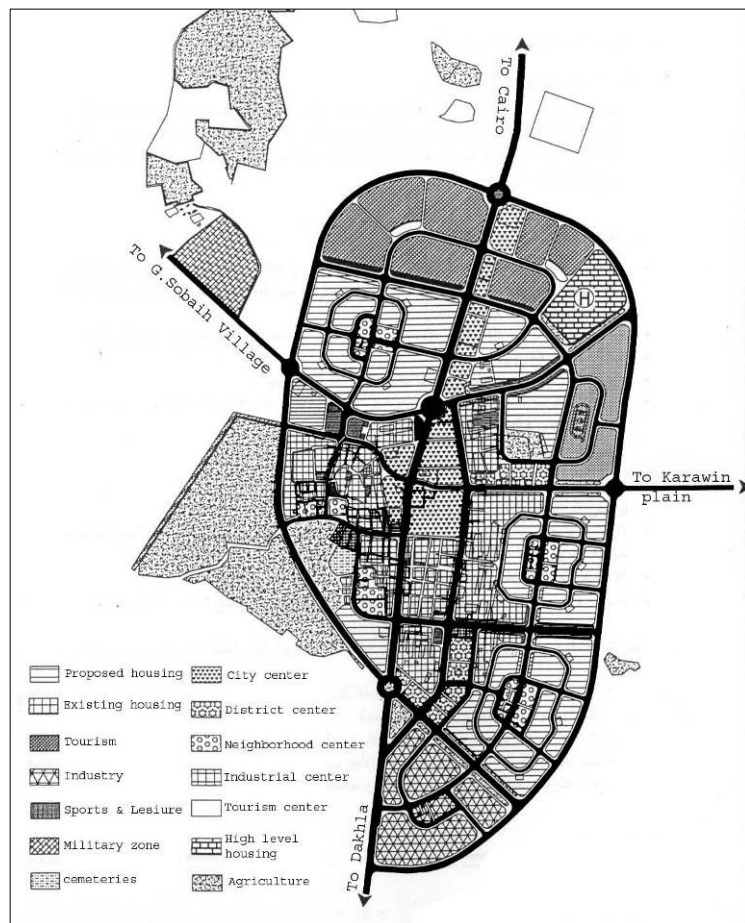 To Cairo
To G.Sobaih Village
H
To Karawin
plain
Proposed housing
Existing housing
Tourism
Industry
Sports & Lesiure
Military zone
cemeteries
City center
District center
Neighborhood center
Industrial center
Tourism center
High level
housing
Agriculture
To Dakhla